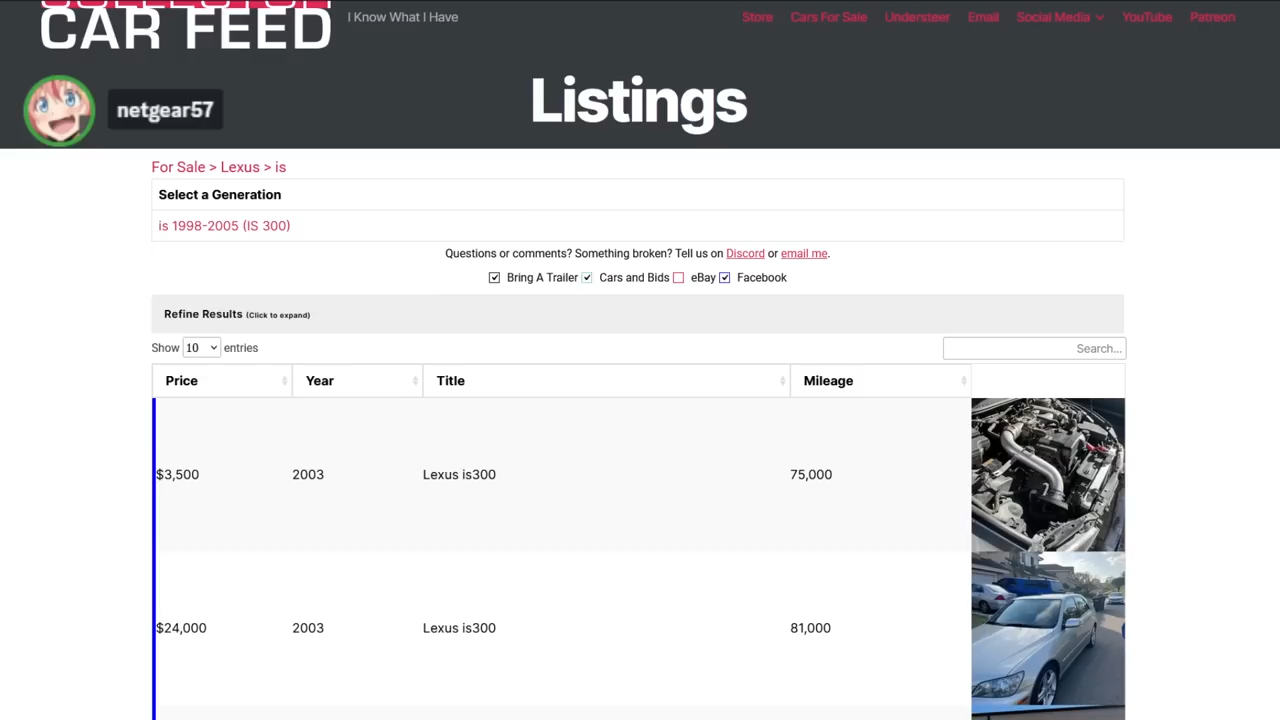 CAR FEED
I Know What I Have
Store Cars For Sale Understeer Email Social Media YouTube Patreon
netgear57
Listings
For Sale > Lexus > is
Select a Generation
is 1998-2005 (IS 300)
Questions or comments? Something broken? Tell us on Discord or email me.
Bring A Trailer Cars and Bids eBay Facebook
Refine Results (Click to expand)
Show 10 entries
Search...
Price Year Title Mileage
$3,500 2003 Lexus is300 75,000
$24,000 2003 Lexus is300 81,000